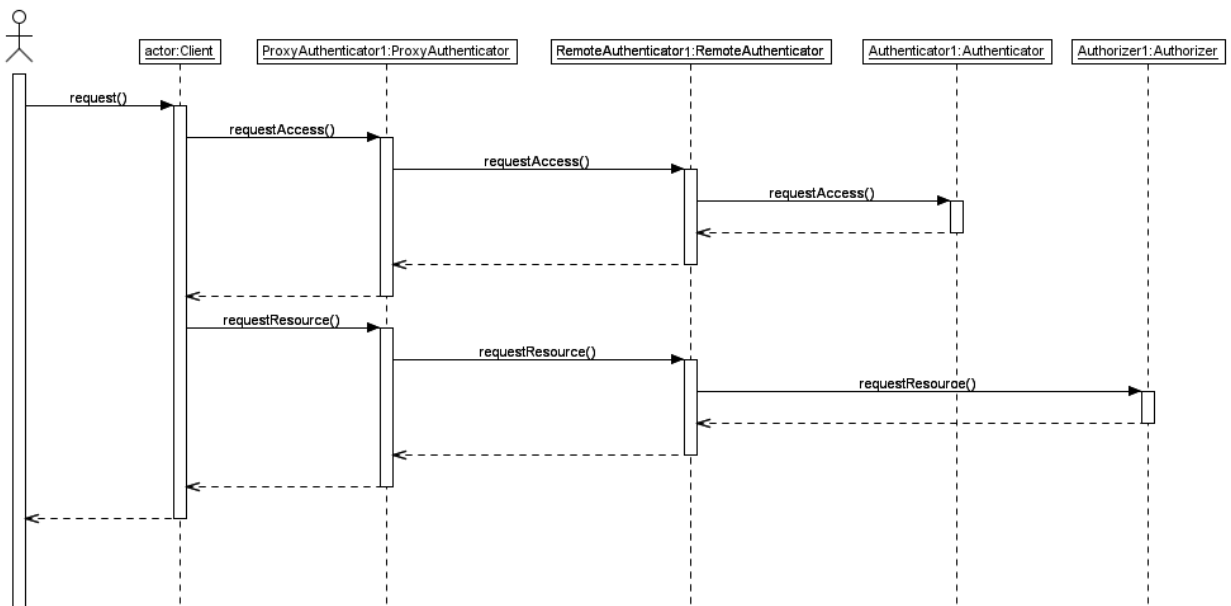 actor:Client
ProxyAuthenticator1:ProxyAuthenticator
RemoteAuthenticator1:RemoteAuthenticator
Authenticator1:Authenticator
Authorizer1:Authorizer
request()
requestAccess()
requestAccess()
requestAccess()
requestResource()
requestResource()
requestResource()